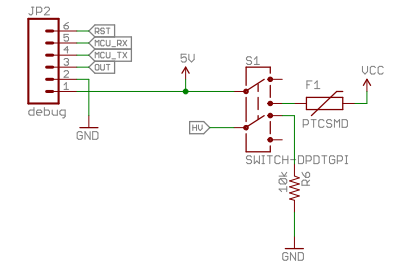 JP2
6 RST
5 MCU_RX
4 MCU_TX
3 OUT
2
1
debug
GND
5V
S1
HV
SWITCH-DPDTGPI
F1
PTCSMD
VCC
10k
R6
GND